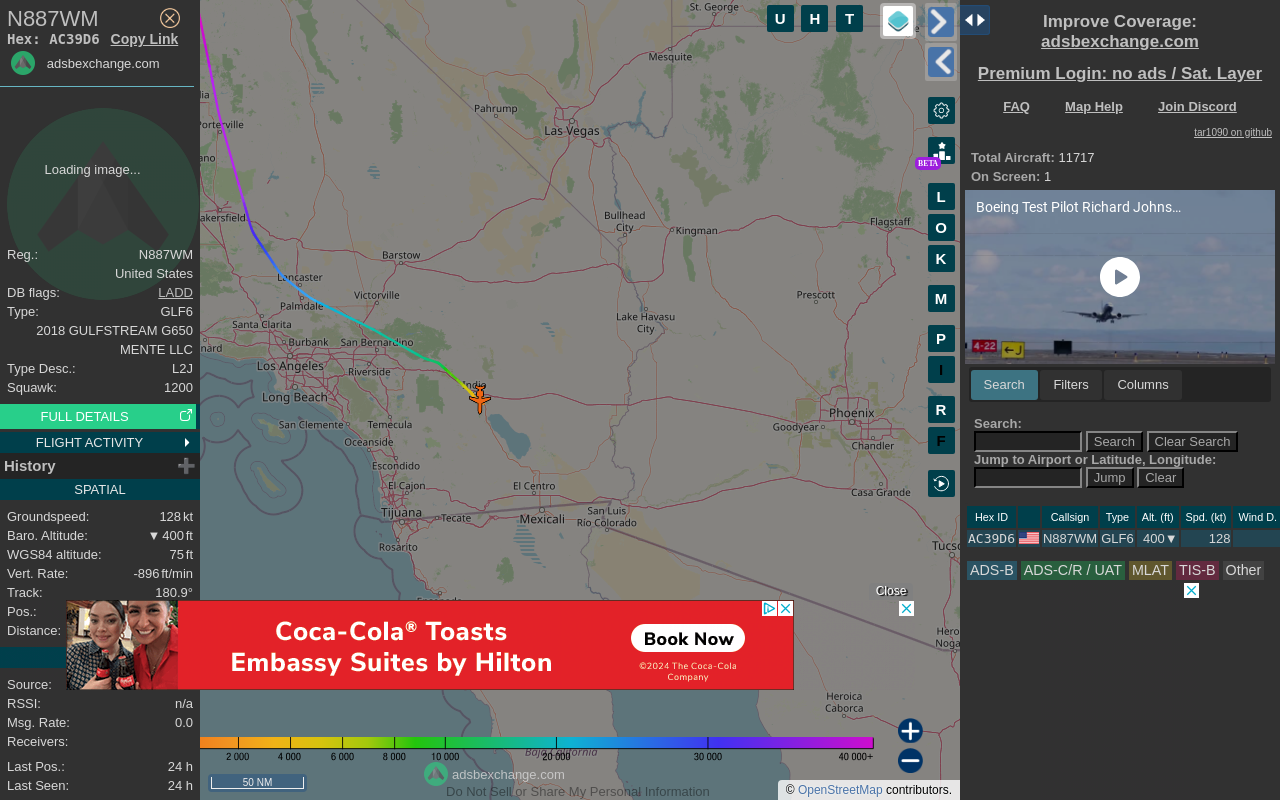 N887WM
Hex: AC39D6 Copy Link
adsbexchange.com
Loading image...
Reg.: N887WM
United States
DB flags: LADD
Type: GLF6
2018 GULFSTREAM G650
MENTE LLC
Type Desc.: L2J
Squawk: 1200
FULL DETAILS
FLIGHT ACTIVITY
History
SPATIAL
Groundspeed: 128 kt
Baro. Altitude: ▼ 400 ft
WGS84 altitude: 75 ft
Vert. Rate: -896 ft/min
Track: 180.9°
Pos.:
Distance:
Source:
RSSI: n/a
Msg. Rate: 0.0
Receivers:
Last Pos.: 24 h
Last Seen: 24 h
U H T
St. George
Mesquite
Pahrump
Las Vegas
Porterville
Bullhead City
Kingman
Flagstaff
Barstow
Lancaster
Palmdale
Victorville
Prescott
Lake Havasu City
Santa Clarita
Burbank
San Bernardino
Los Angeles
Riverside
Indio
Long Beach
San Clemente
Temecula
Oceanside
Phoenix
Goodyear
Chandler
Escondido
El Cajon
El Centro
Casa Grande
Tijuana
Tecate
Mexicali
San Luis Río Colorado
Rosarito
Ensenada
Heroica Caborca
Baja California
BETA
L
O
K
M
P
I
R
F
Close
Coca-Cola® Toasts
Embassy Suites by Hilton
Book Now
©2024 The Coca-Cola
Company
2 000 4 000 6 000 8 000 10 000 20 000 30 000 40 000+
50 NM
adsbexchange.com
Do Not Sell or Share My Personal Information
© OpenStreetMap contributors.
Improve Coverage:
adsbexchange.com
Premium Login: no ads / Sat. Layer
FAQ Map Help Join Discord
tar1090 on github
Total Aircraft: 11717
On Screen: 1
Boeing Test Pilot Richard Johns…
4-22
Search Filters Columns
Search:
Search Clear Search
Jump to Airport or Latitude, Longitude:
Jump Clear
Hex ID Callsign Type Alt. (ft) Spd. (kt) Wind D.
AC39D6 N887WM GLF6 400▼ 128
ADS-B ADS-C/R / UAT MLAT TIS-B Other